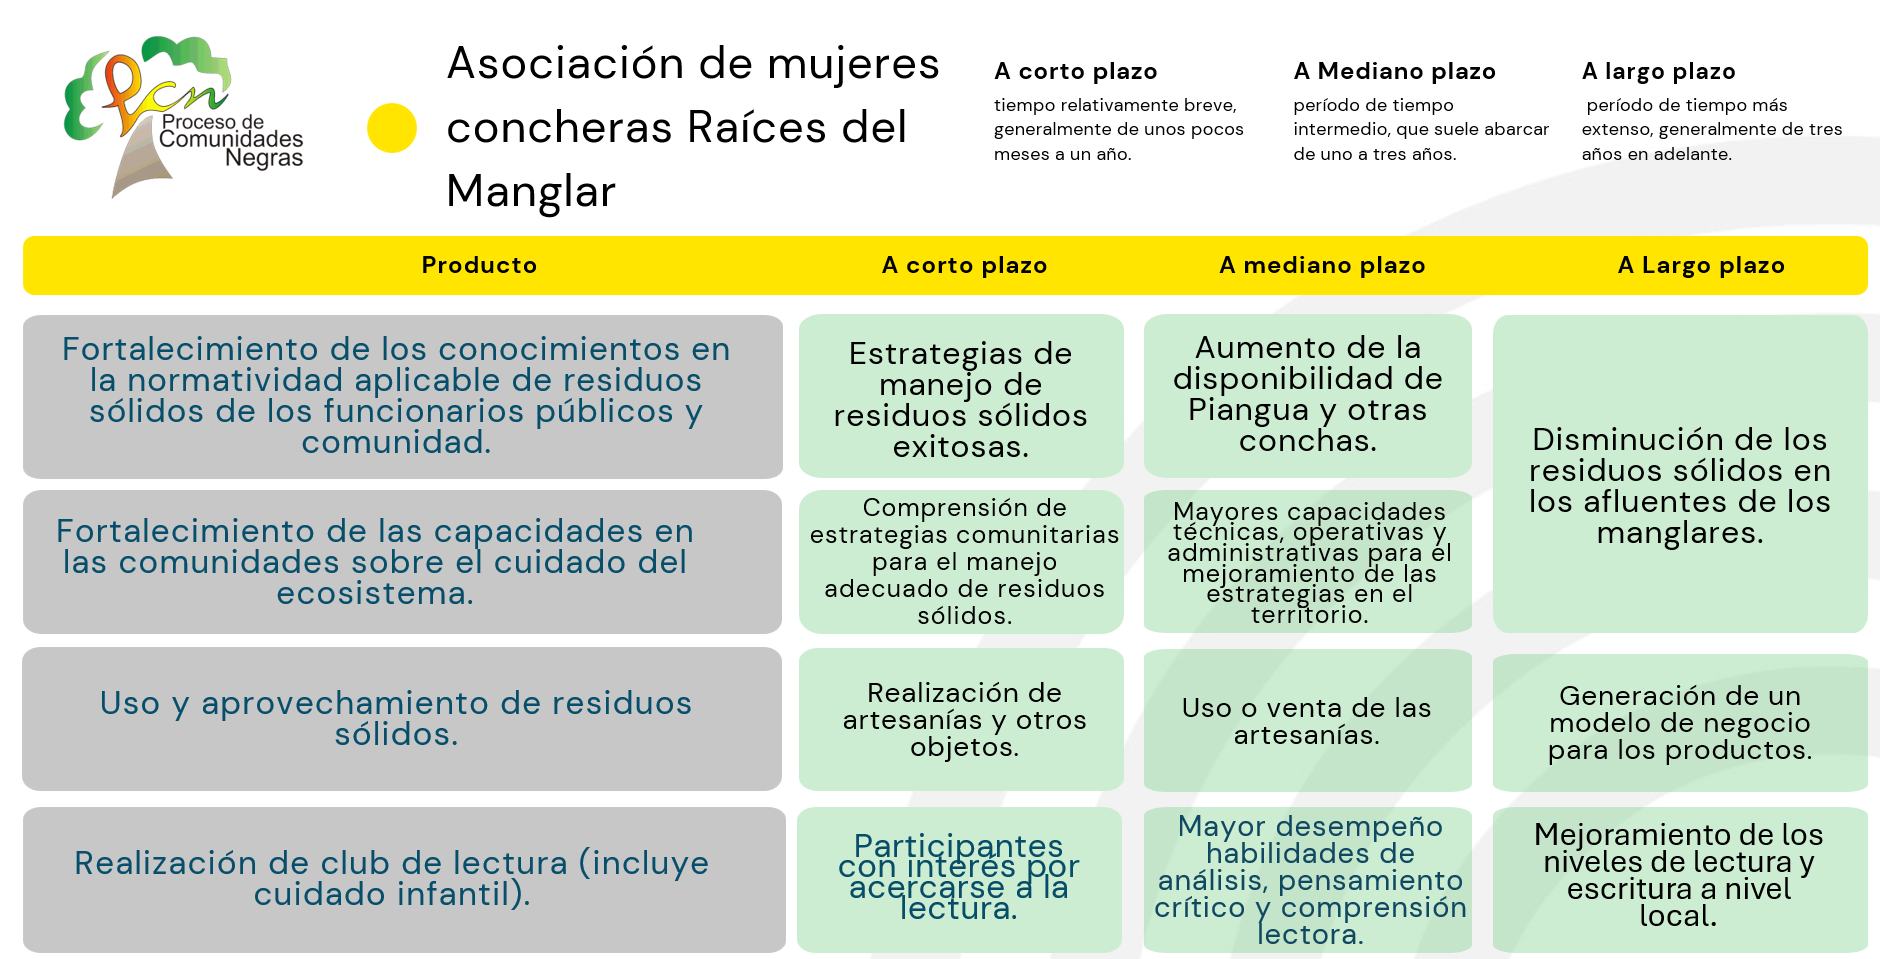 pcn
Proceso de
Comunidades
Negras
Asociación de mujeres
concheras Raíces del
Manglar
A corto plazo
tiempo relativamente breve,
generalmente de unos pocos
meses a un año.
A Mediano plazo
período de tiempo
intermedio, que suele abarcar
de uno a tres años.
A largo plazo
período de tiempo más
extenso, generalmente de tres
años en adelante.
Producto
A corto plazo
A mediano plazo
A Largo plazo
Fortalecimiento de los conocimientos en
la normatividad aplicable de residuos
sólidos de los funcionarios públicos y
comunidad.
Estrategias de
manejo de
residuos sólidos
exitosas.
Aumento de la
disponibilidad de
Piangua y otras
conchas.
Disminución de los
residuos sólidos en
los afluentes de los
manglares.
Fortalecimiento de las capacidades en
las comunidades sobre el cuidado del
ecosistema.
Comprensión de
estrategias comunitarias
para el manejo
adecuado de residuos
sólidos.
Mayores capacidades
técnicas, operativas y
administrativas para el
mejoramiento de las
estrategias en el
territorio.
Uso y aprovechamiento de residuos
sólidos.
Realización de
artesanías y otros
objetos.
Uso o venta de las
artesanías.
Generación de un
modelo de negocio
para los productos.
Realización de club de lectura (incluye
cuidado infantil).
Participantes
con interés por
acercarse a la
lectura.
Mayor desempeño
habilidades de
análisis, pensamiento
crítico y comprensión
lectora.
Mejoramiento de los
niveles de lectura y
escritura a nivel
local.